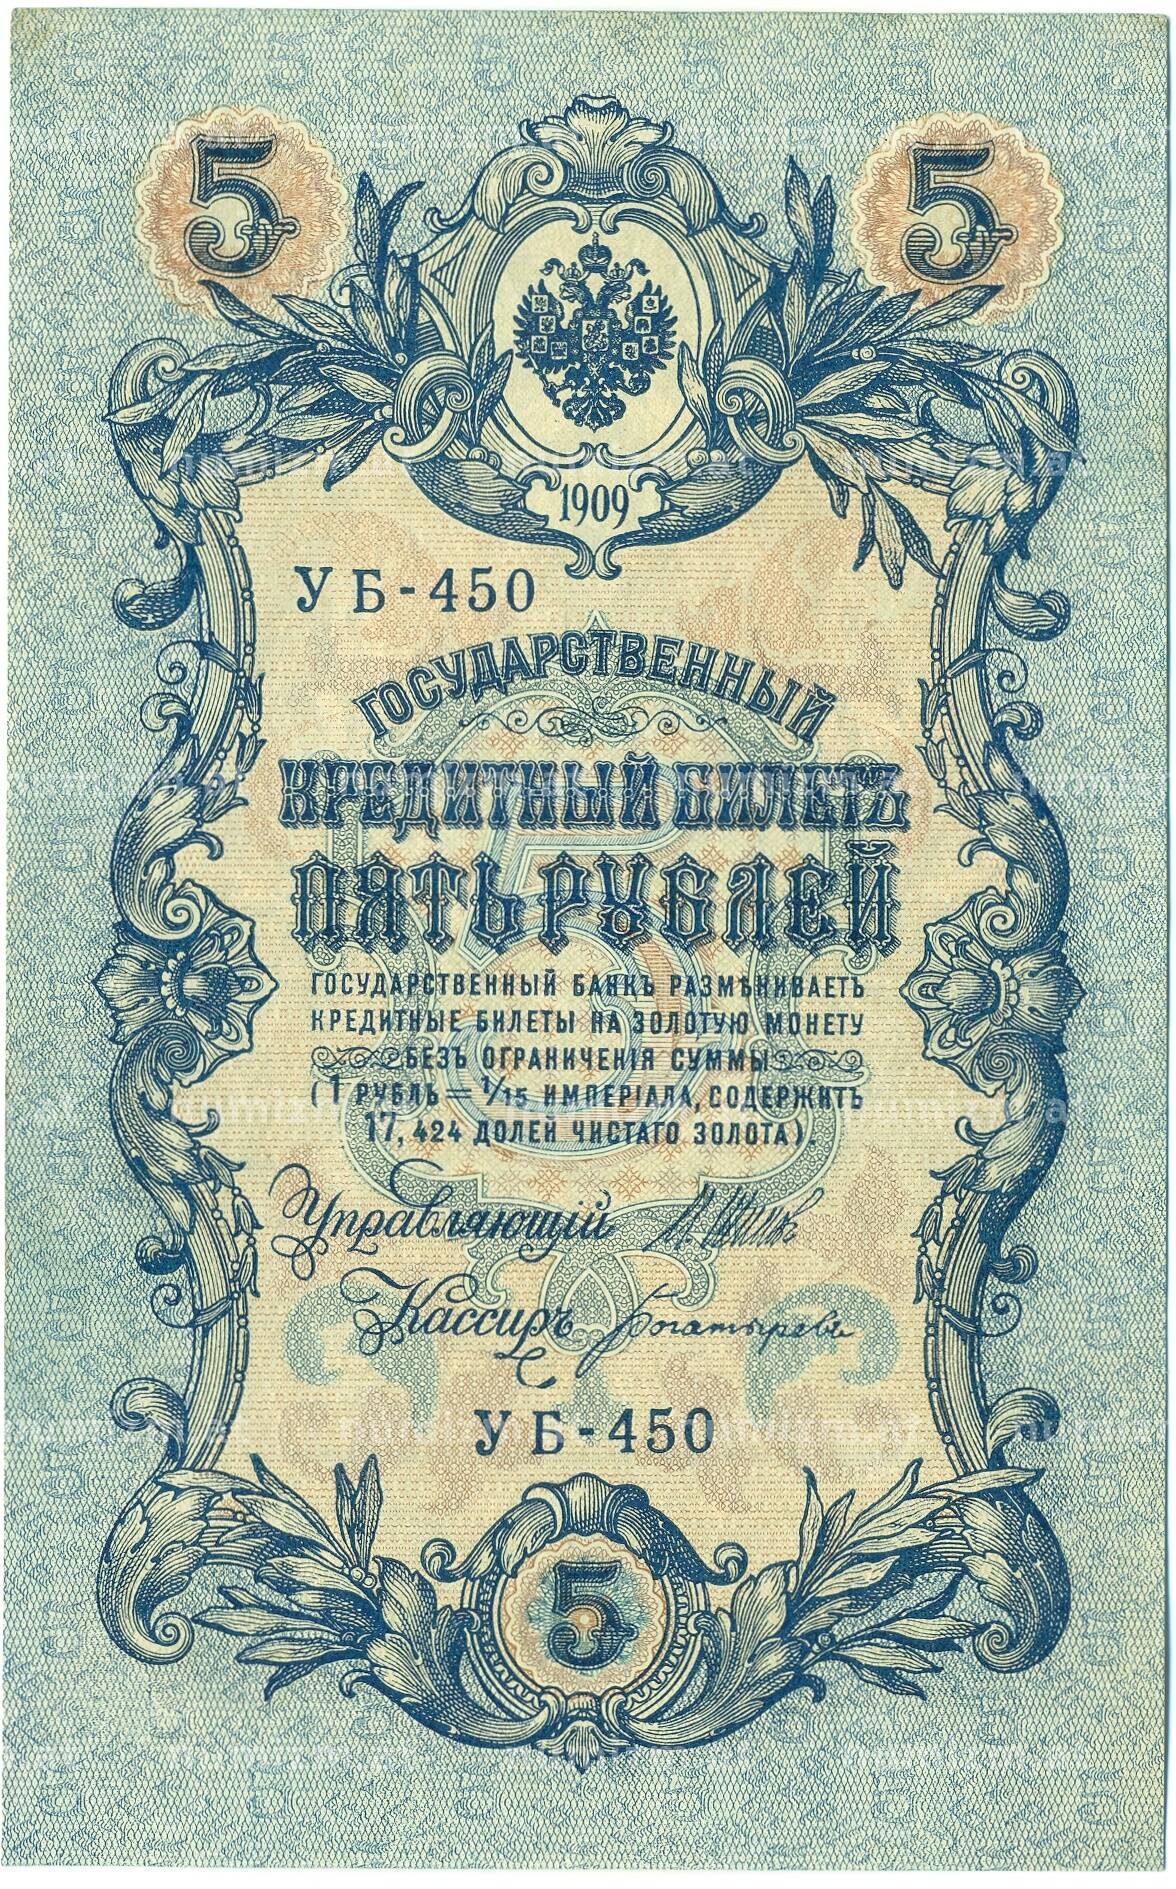 5 5
1909
УБ-450
ГОСУДАРСТВЕННЫЙ
КРЕДИТНЫЙ БИЛЕТЪ
ПЯТЬ РУБЛЕЙ
ГОСУДАРСТВЕННЫЙ БАНКЪ РАЗМѢНИВАЕТЪ
КРЕДИТНЫЕ БИЛЕТЫ НА ЗОЛОТУЮ МОНЕТУ
БЕЗЪ ОГРАНИЧЕНІЯ СУММЫ
(1 РУБЛЬ = 1/15 ИМПЕРІАЛА, СОДЕРЖИТЪ
17,424 ДОЛЕЙ ЧИСТАГО ЗОЛОТА).
Управляющій
Кассиръ Богатыревъ
УБ-450
5